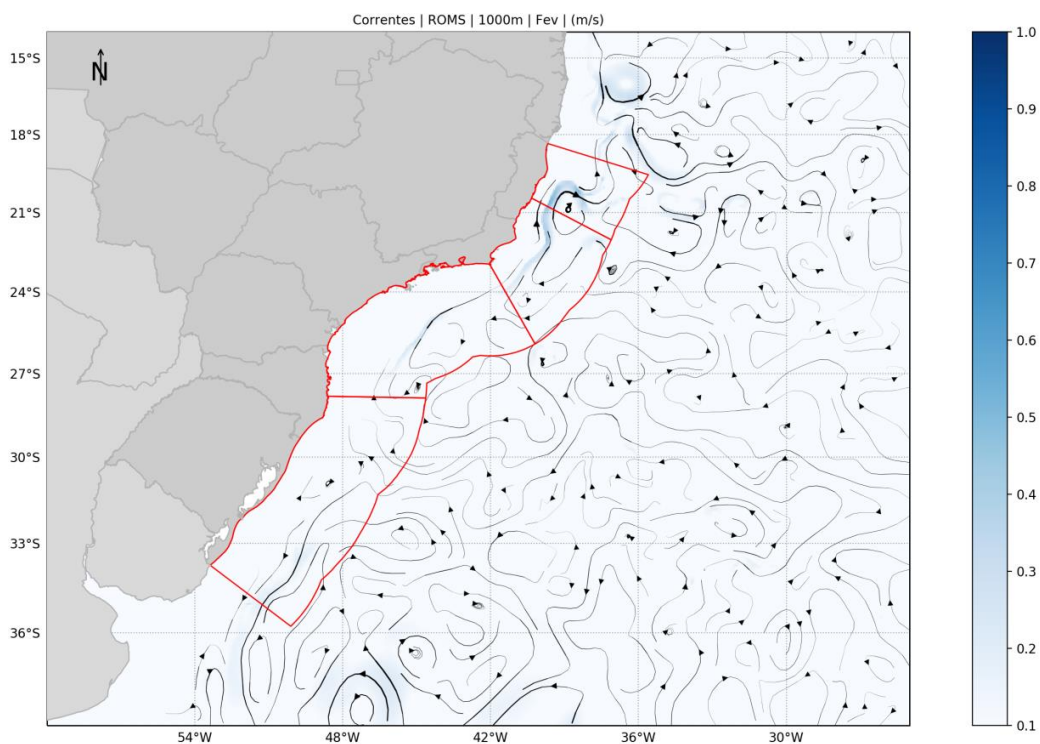 Correntes | ROMS | 1000m | Fev | (m/s)
N
15°S
18°S
21°S
24°S
27°S
30°S
33°S
36°S
54°W
48°W
42°W
36°W
30°W
1.0
0.9
0.8
0.7
0.6
0.5
0.4
0.3
0.2
0.1